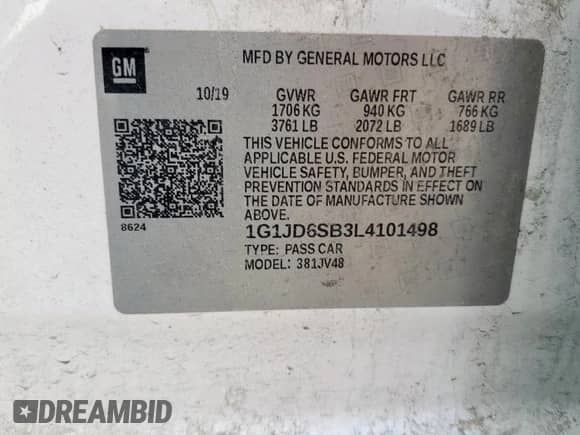 GM
MFD BY GENERAL MOTORS LLC
10/19 GVWR GAWR FRT GAWR RR
1706 KG 940 KG 766 KG
3761 LB 2072 LB 1689 LB
THIS VEHICLE CONFORMS TO ALL
APPLICABLE U.S. FEDERAL MOTOR
VEHICLE SAFETY, BUMPER, AND THEFT
PREVENTION STANDARDS IN EFFECT ON
THE DATE OF MANUFACTURE SHOWN
ABOVE.
8624
1G1JD6SB3L4101498
TYPE: PASS CAR
MODEL: 381JV48
DREAMBID